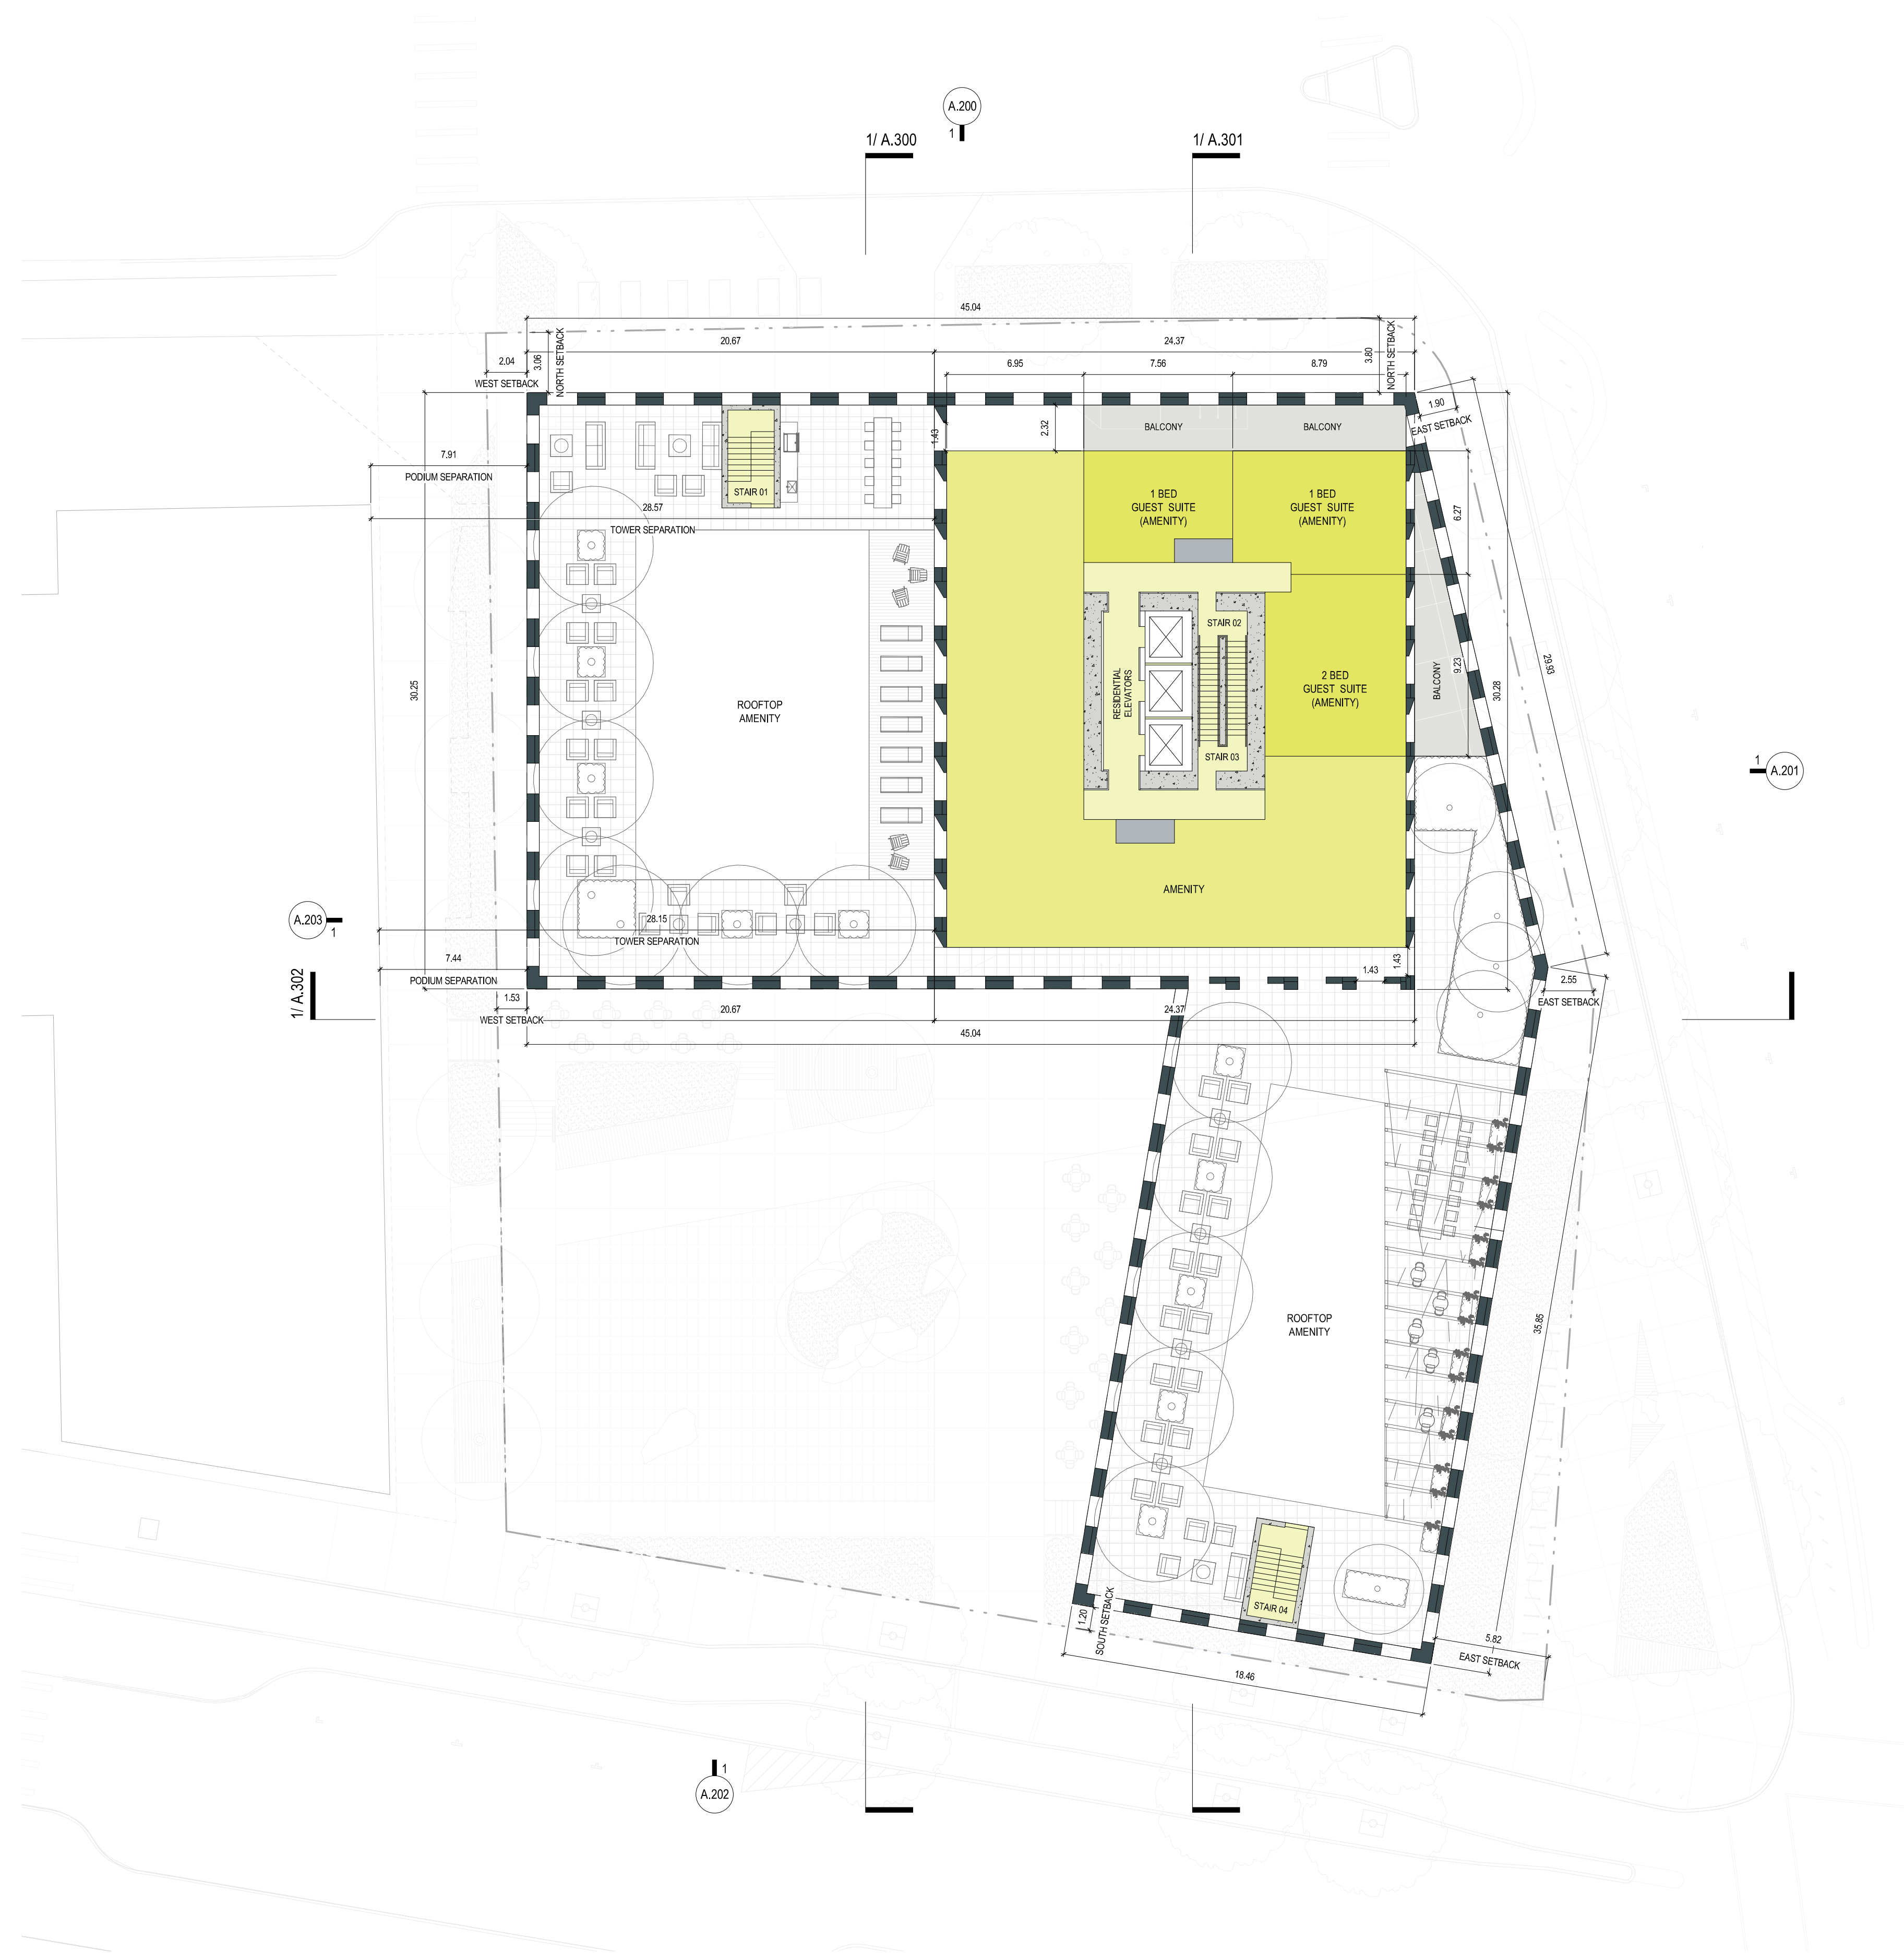 A.200
1
1/ A.300
1/ A.301
45.04
20.67
24.37
2.04
3.06
NORTH SETBACK
WEST SETBACK
6.95
7.56
8.79
3.80
NORTH SETBACK
1.90
EAST SETBACK
7.91
PODIUM SEPARATION
1.43
2.32
BALCONY
BALCONY
STAIR 01
28.57
TOWER SEPARATION
1 BED
GUEST SUITE
(AMENITY)
1 BED
GUEST SUITE
(AMENITY)
6.27
STAIR 02
RESIDENTIAL
ELEVATORS
2 BED
GUEST SUITE
(AMENITY)
BALCONY
9.23
30.28
29.93
30.25
ROOFTOP
AMENITY
STAIR 03
1
A.201
AMENITY
A.203
1
28.15
TOWER SEPARATION
7.44
PODIUM SEPARATION
1.43
1.43
2.55
EAST SETBACK
1/ A.302
1.53
WEST SETBACK
20.67
24.37
45.04
ROOFTOP
AMENITY
35.85
STAIR 04
1.20
SOUTH SETBACK
5.82
EAST SETBACK
18.46
1
A.202